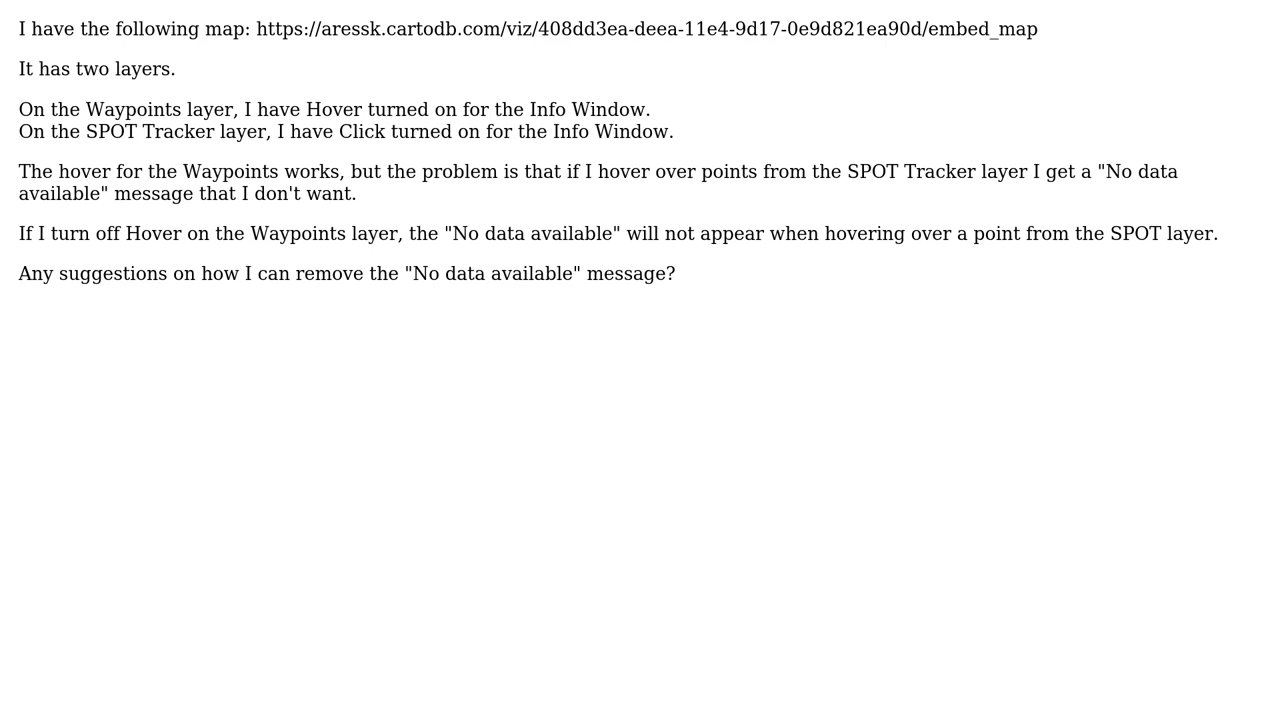 I have the following map: https://aressk.cartodb.com/viz/408dd3ea-deea-11e4-9d17-0e9d821ea90d/embed_map
It has two layers.
On the Waypoints layer, I have Hover turned on for the Info Window.
On the SPOT Tracker layer, I have Click turned on for the Info Window.
The hover for the Waypoints works, but the problem is that if I hover over points from the SPOT Tracker layer I get a "No data
available" message that I don't want.
If I turn off Hover on the Waypoints layer, the "No data available" will not appear when hovering over a point from the SPOT layer.
Any suggestions on how I can remove the "No data available" message?